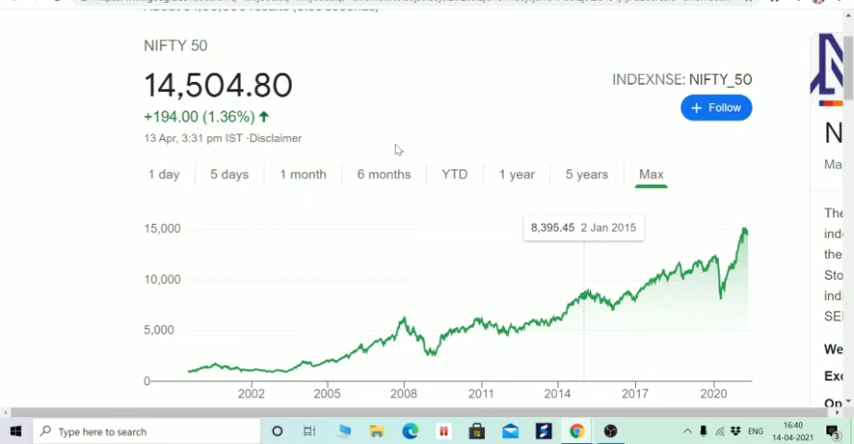 NIFTY 50
14,504.80
+194.00 (1.36%) ↑
13 Apr, 3:31 pm IST ·Disclaimer
INDEXNSE: NIFTY_50
+ Follow
1 day 5 days 1 month 6 months YTD 1 year 5 years Max
8,395.45 2 Jan 2015
15,000
10,000
5,000
0
2002 2005 2008 2011 2014 2017 2020
N
Ma
The
ind
the
Sto
indi
SE
We
Exc
Type here to search
ENG
16:40
14-04-2021
3